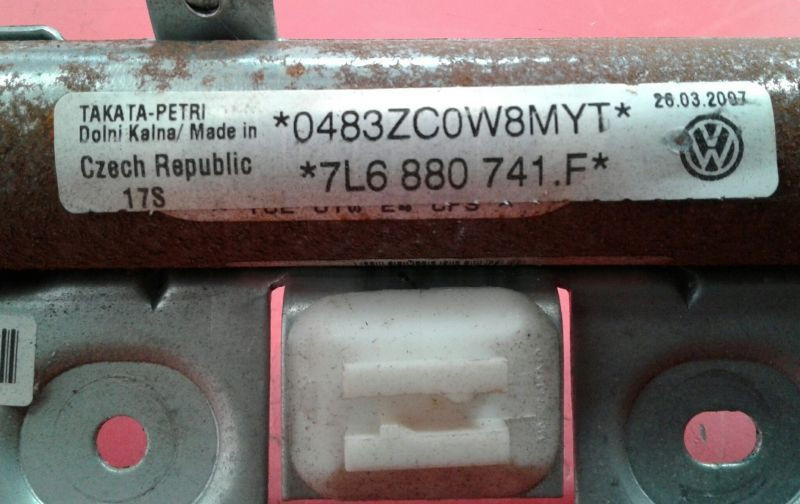 TAKATA-PETRI
Dolni Kalna/ Made in
Czech Republic
17S
*0483ZC0W8MYT*
*7L6 880 741.F*
26.03.2007
VW